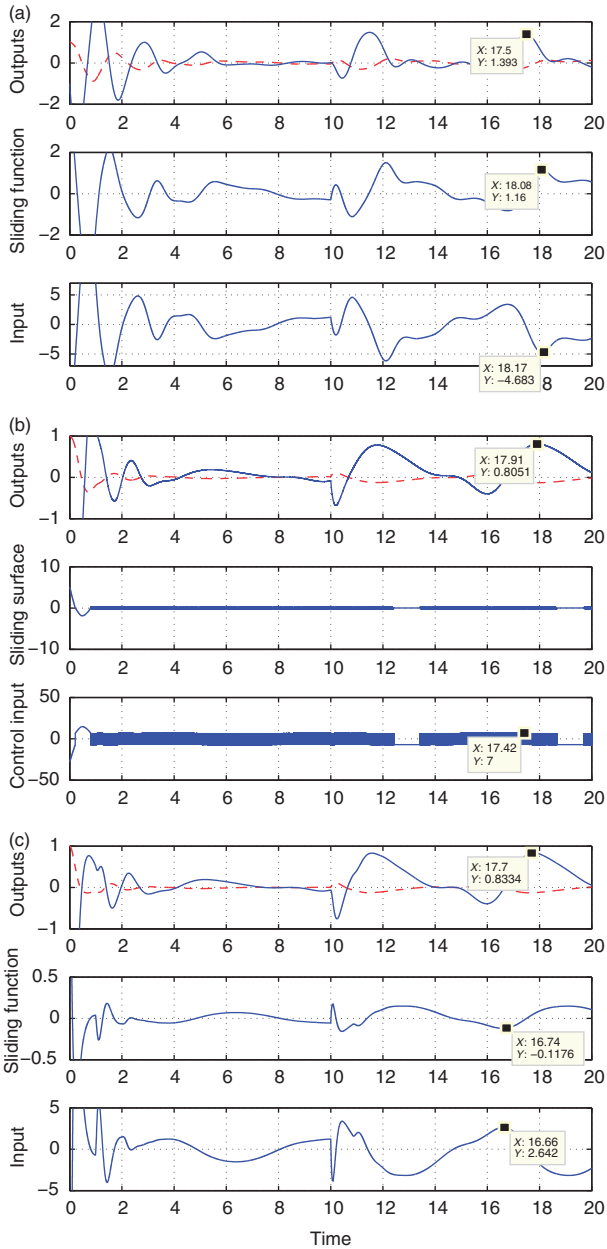 (a)
Outputs
2
0
−2
X: 17.5
Y: 1.393
0 2 4 6 8 10 12 14 16 18 20
Sliding function
2
0
−2
X: 18.08
Y: 1.16
0 2 4 6 8 10 12 14 16 18 20
Input
5
0
−5
X: 18.17
Y: −4.683
0 2 4 6 8 10 12 14 16 18 20
(b)
Outputs
1
0
−1
X: 17.91
Y: 0.8051
0 2 4 6 8 10 12 14 16 18 20
Sliding surface
10
0
−10
0 2 4 6 8 10 12 14 16 18 20
Control input
50
0
−50
X: 17.42
Y: 7
0 2 4 6 8 10 12 14 16 18 20
(c)
Outputs
1
0
−1
X: 17.7
Y: 0.8334
0 2 4 6 8 10 12 14 16 18 20
Sliding function
0.5
0
−0.5
X: 16.74
Y: −0.1176
0 2 4 6 8 10 12 14 16 18 20
Input
5
0
−5
X: 16.66
Y: 2.642
0 2 4 6 8 10 12 14 16 18 20
Time